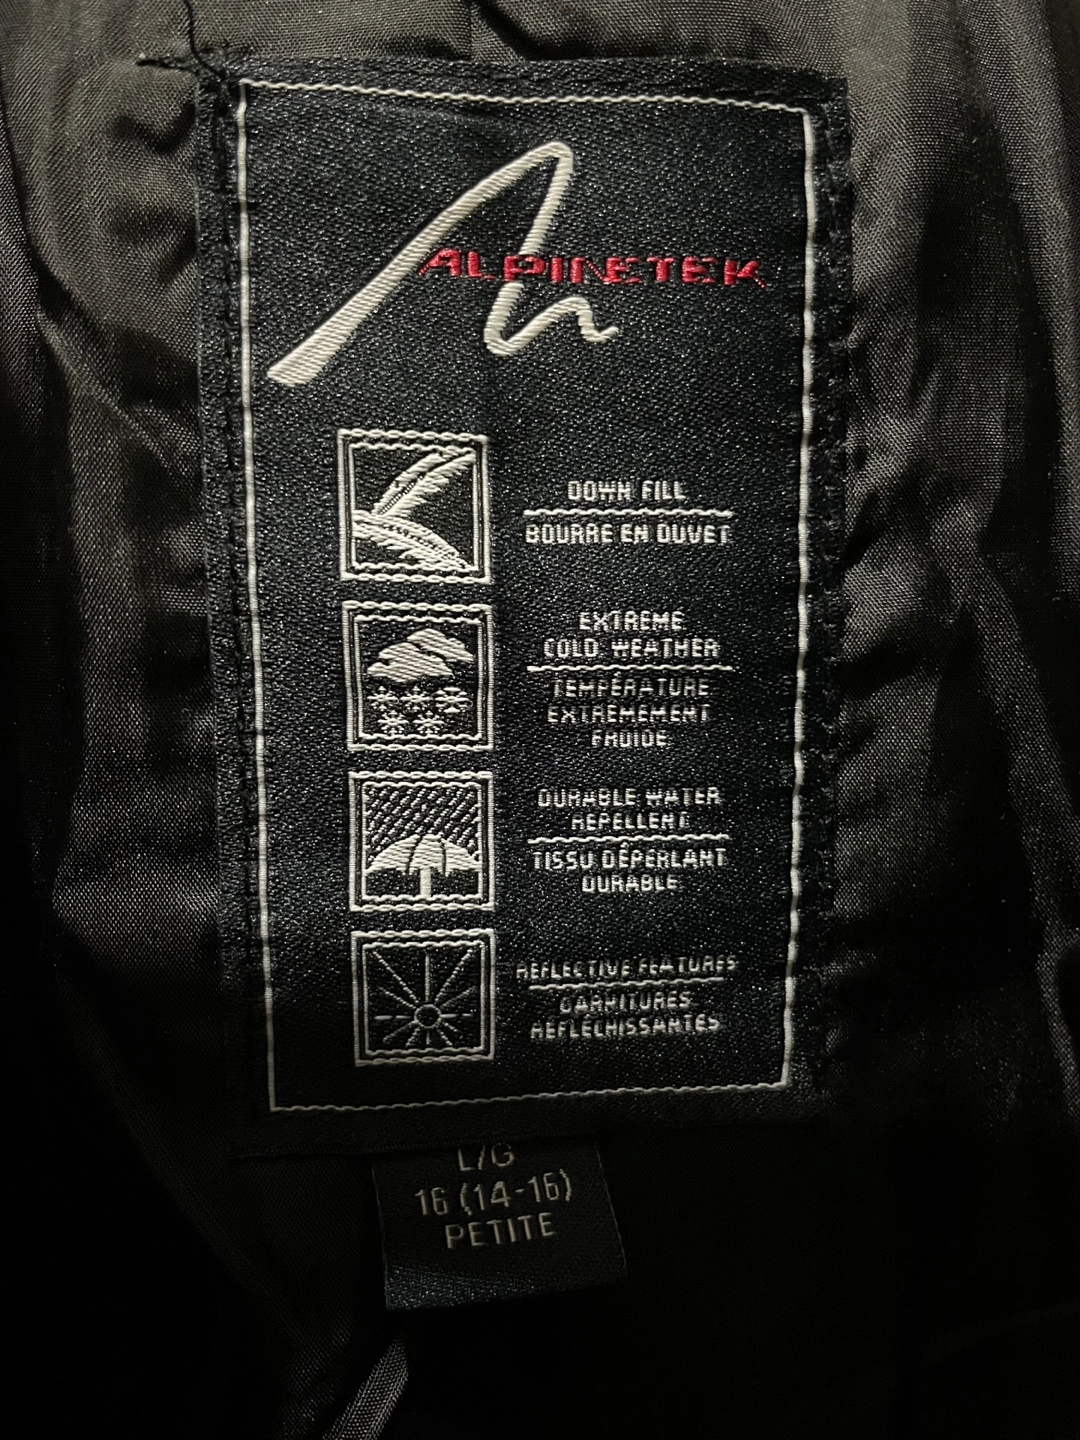 ALPINETEK
DOWN FILL
BOURRE EN DUVET
EXTREME
COLD WEATHER
TEMPÉRATURE
EXTRÊMEMENT
FROIDE
DURABLE WATER
REPELLENT
TISSU DÉPERLANT
DURABLE
REFLECTIVE FEATURES
GARNITURES
RÉFLÉCHISSANTES
L/G
16 (14-16)
PETITE